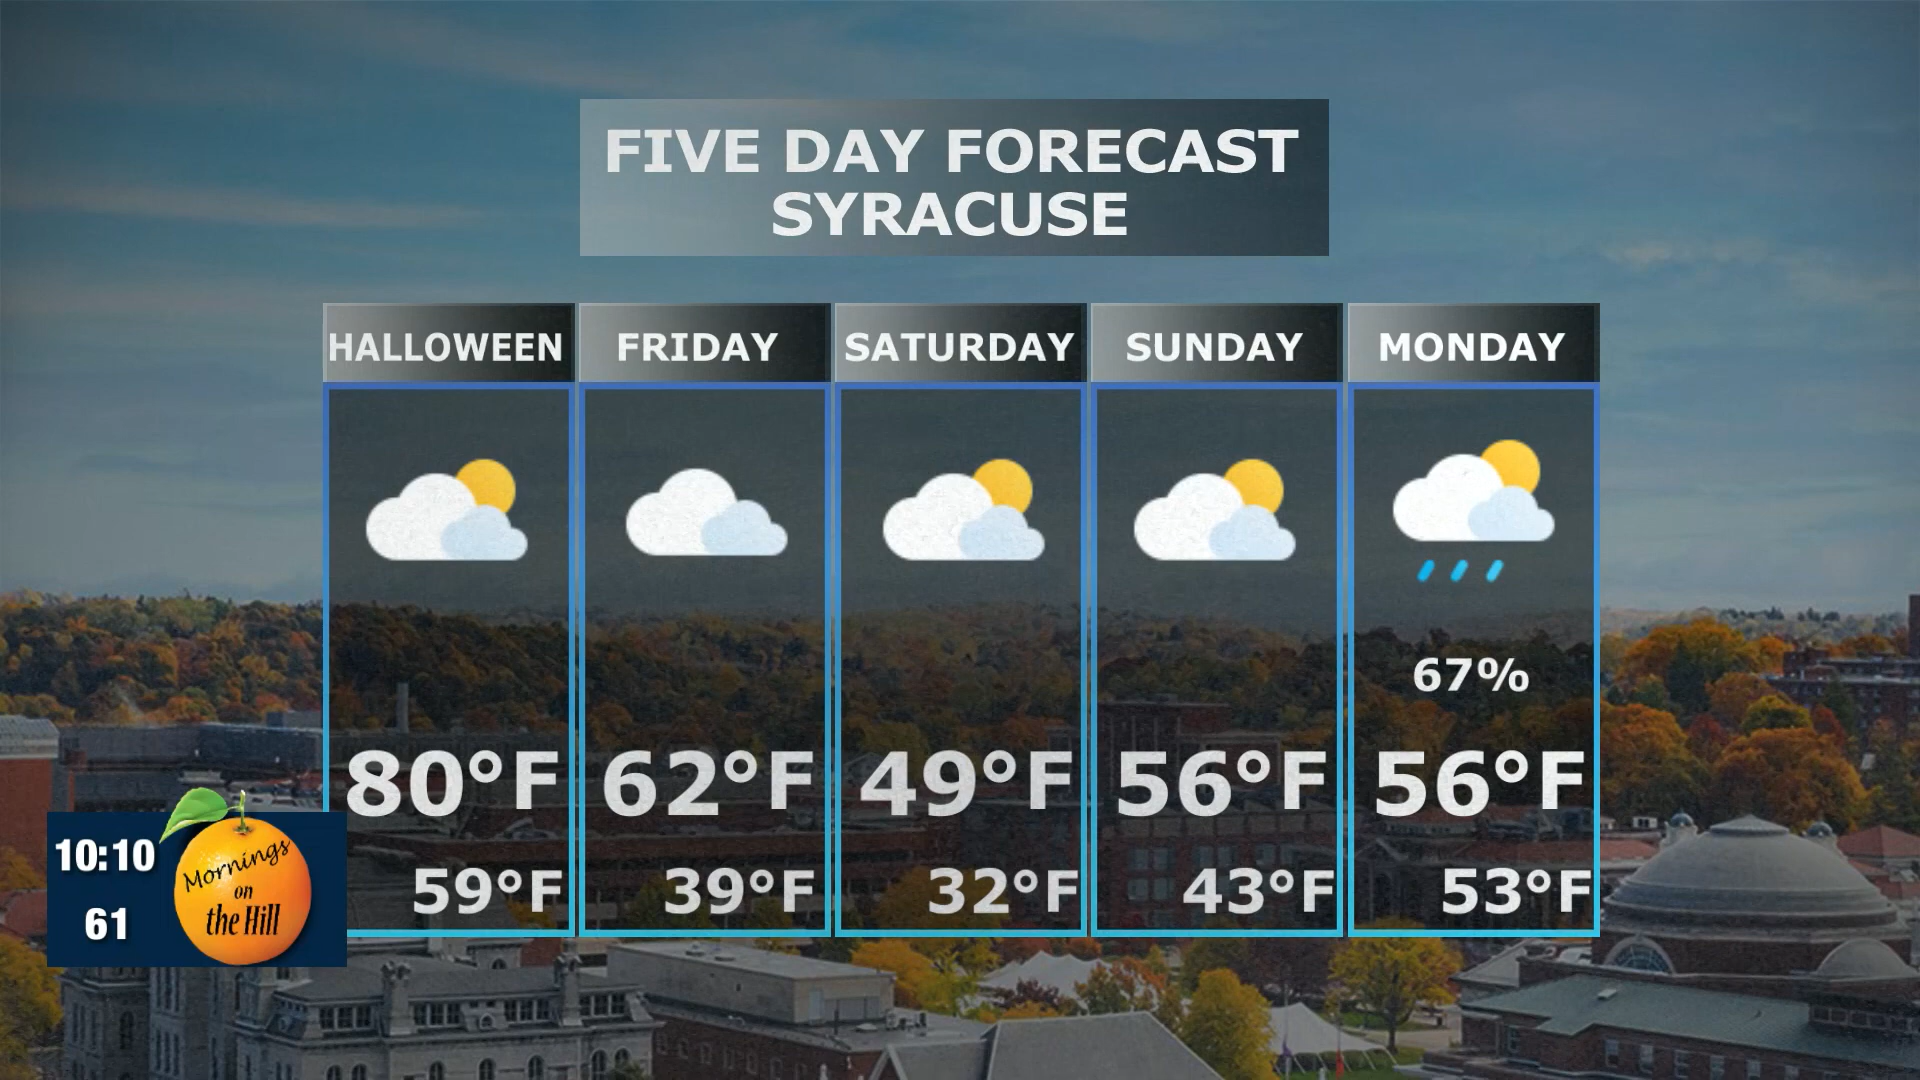 FIVE DAY FORECAST
SYRACUSE
HALLOWEEN
FRIDAY
SATURDAY
SUNDAY
MONDAY
67%
80°F
62°F
49°F
56°F
56°F
59°F
39°F
32°F
43°F
53°F
10:10
61
Mornings
on
the Hill